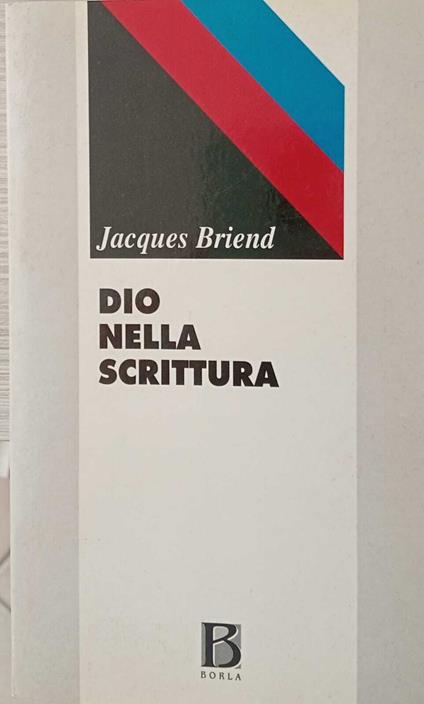 Jacques Briend
DIO
NELLA
SCRITTURA
B
BORLA